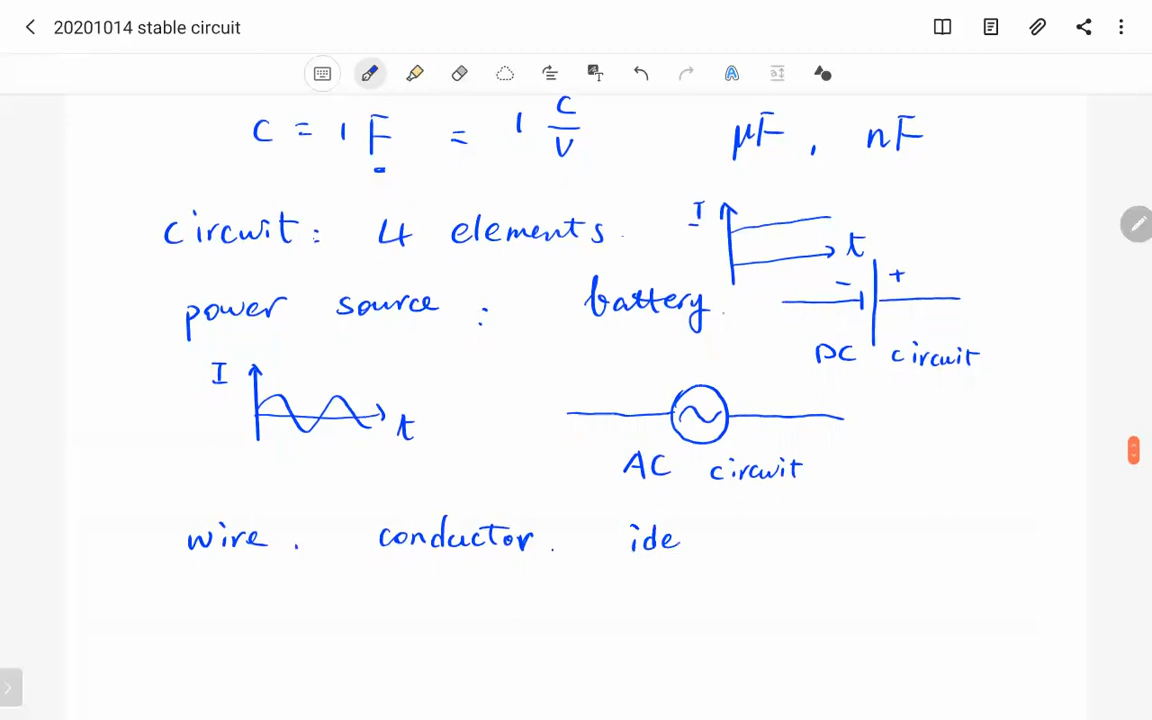 20201014 stable circuit
C = 1 F = 1 C/V µF, nF
circuit: 4 elements.
I
t
power source : battery.
- +
DC circuit
I
t
AC circuit
wire. conductor. ide